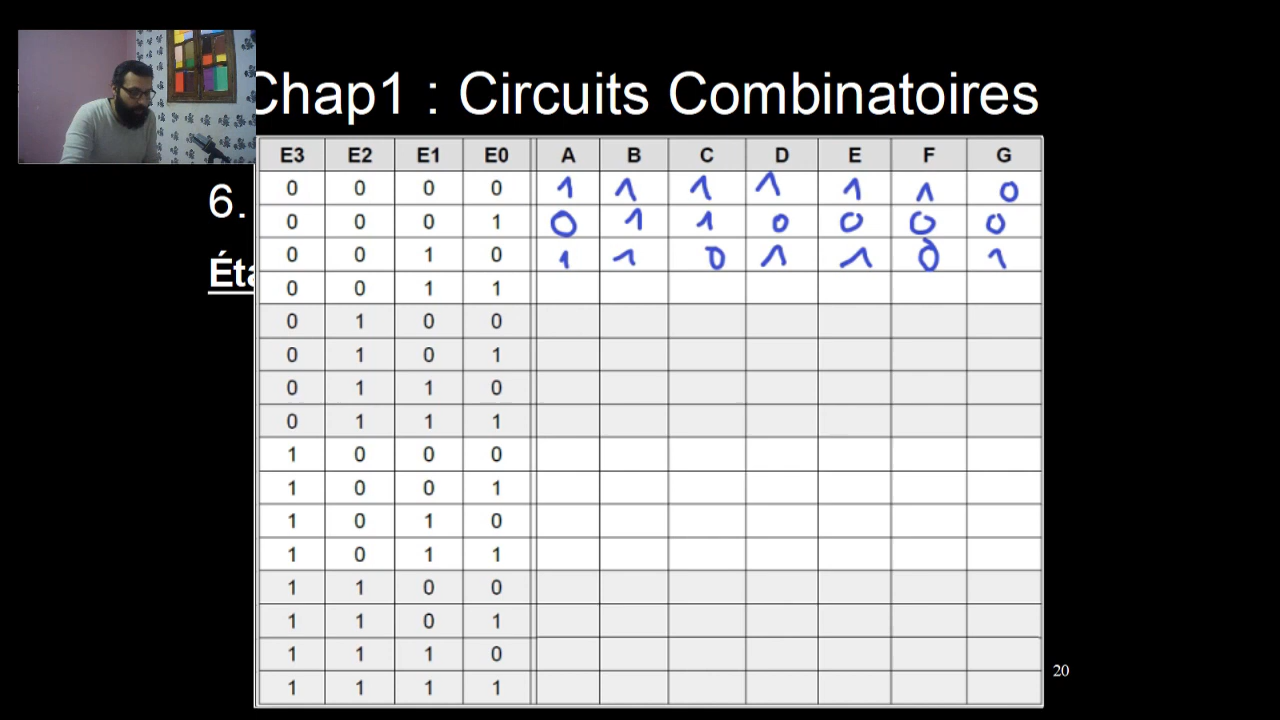 Chap1 : Circuits Combinatoires
6.
Éta
E3 E2 E1 E0 A B C D E F G
0 0 0 0 1 1 1 1 1 1 0
0 0 0 1 0 1 1 0 0 0 0
0 0 1 0 1 1 0 1 1 0 1
0 0 1 1
0 1 0 0
0 1 0 1
0 1 1 0
0 1 1 1
1 0 0 0
1 0 0 1
1 0 1 0
1 0 1 1
1 1 0 0
1 1 0 1
1 1 1 0
1 1 1 1
20